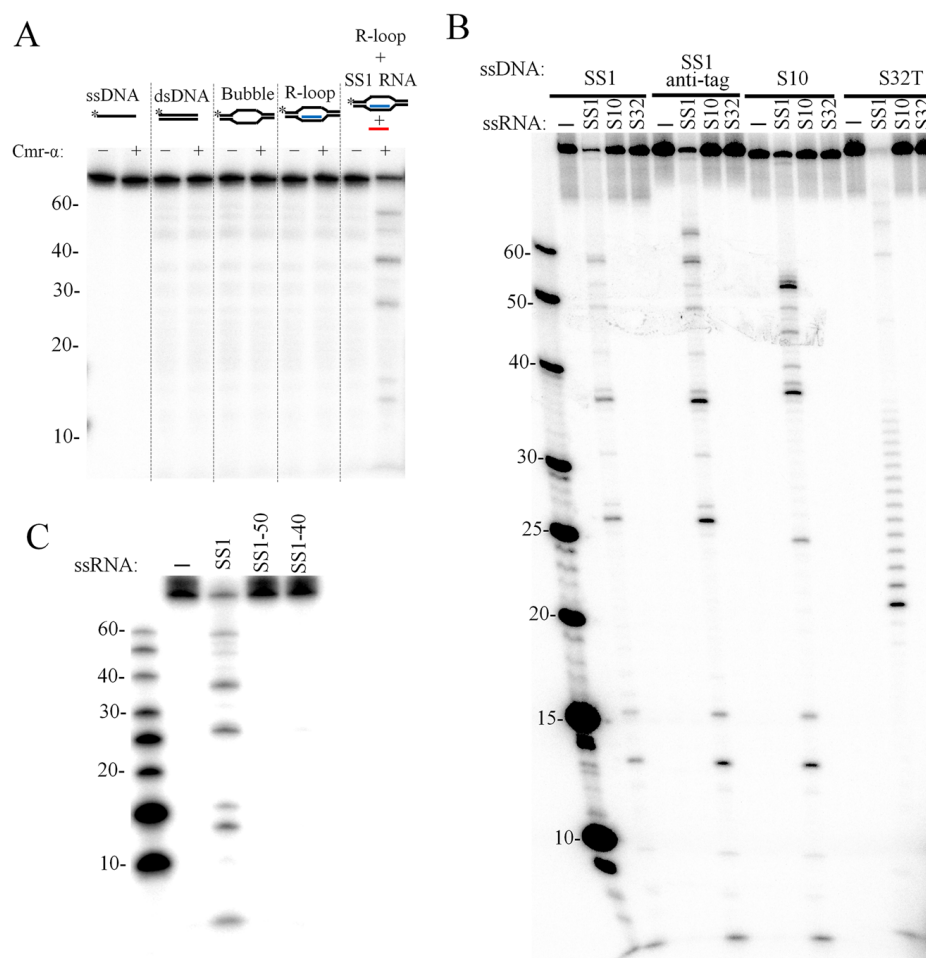 A
R-loop
+
SS1 RNA
ssDNA dsDNA Bubble R-loop
* * * * *
+
Cmr-α: – + – + – + – + – +
60-
40-
30-
20-
10-
B
ssDNA: SS1 SS1 anti-tag S10 S32T
ssRNA: – SS1 S10 S32 – SS1 S10 S32 – SS1 S10 S32 – SS1 S10 S32
60-
50-
40-
30-
25-
20-
15-
10-
C
ssRNA: – SS1 SS1-50 SS1-40
60-
40-
30-
20-
10-